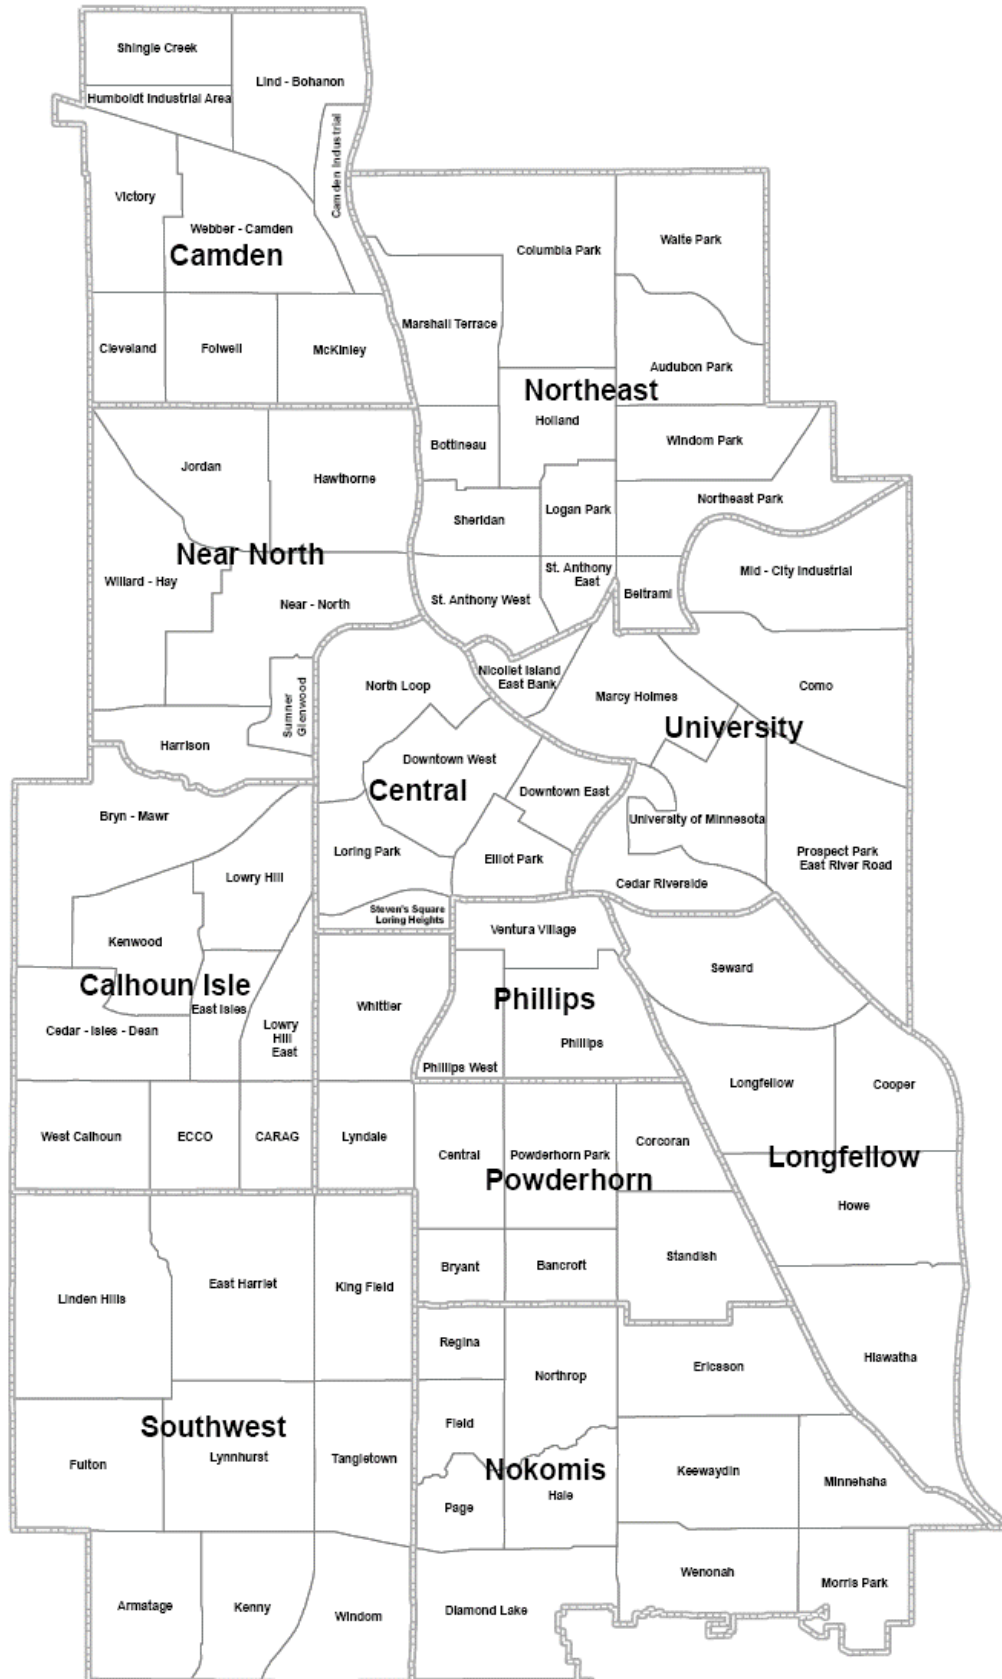 Shingle Creek
Lind - Bohanon
Humboldt Industrial Area
Camden Industrial
Victory
Webber - Camden
Camden
Cleveland
Folwell
McKinley
Columbia Park
Waite Park
Marshall Terrace
Audubon Park
Northeast
Holland
Bottineau
Windom Park
Northeast Park
Logan Park
Sheridan
Mid - City Industrial
St. Anthony
East
Beltrami
St. Anthony West
Jordan
Hawthorne
Near North
Willard - Hay
Near - North
Sumner
Glenwood
Harrison
North Loop
Nicollet Island
East Bank
Marcy Holmes
Como
University
Downtown West
Central
Downtown East
University of Minnesota
Prospect Park
East River Road
Loring Park
Elliot Park
Cedar Riverside
Steven's Square
Loring Heights
Bryn - Mawr
Lowry Hill
Kenwood
Calhoun Isle
East Isles
Cedar - Isles - Dean
Lowry
Hill
East
West Calhoun
ECCO
CARAG
Ventura Village
Whittier
Phillips
Phillips
Phillips West
Seward
Longfellow
Cooper
Longfellow
Howe
Hiawatha
Lyndale
Central
Powderhorn Park
Corcoran
Powderhorn
Bryant
Bancroft
Standish
Linden Hills
East Harriet
King Field
Southwest
Fulton
Lynnhurst
Tangletown
Armatage
Kenny
Windom
Regina
Northrop
Ericsson
Field
Nokomis
Page
Hale
Keewaydin
Minnehaha
Wenonah
Morris Park
Diamond Lake